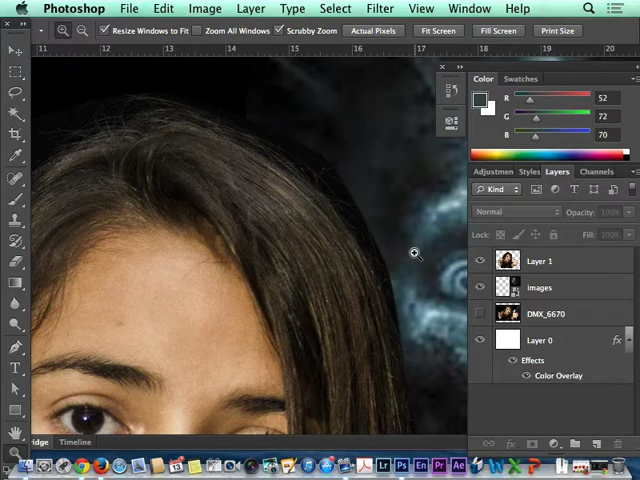 Photoshop File Edit Image Layer Type Select Filter View Window Help
Resize Windows to Fit Zoom All Windows Scrubby Zoom Actual Pixels Fit Screen Fill Screen Print Size
11 12 13 14 15 16 17 18 19 20
Color Swatches
R 52
G 72
B 70
Adjustmen Styles Layers Channels
Kind
Normal Opacity: 100%
Lock: Fill: 100%
Layer 1
images
DMX_6670
Layer 0 fx
Effects
Color Overlay
fx
ridge Timeline